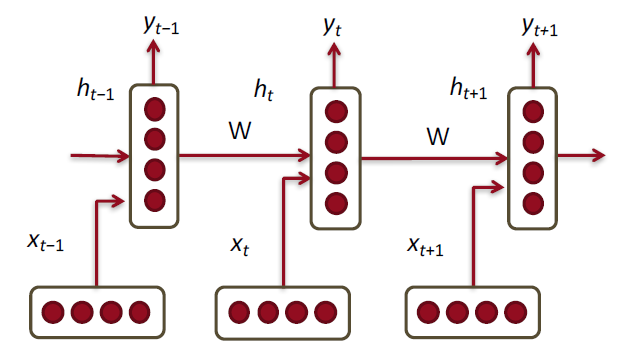 y_{t−1} y_t y_{t+1}
h_{t−1} h_t h_{t+1}
W W
x_{t−1} x_t x_{t+1}